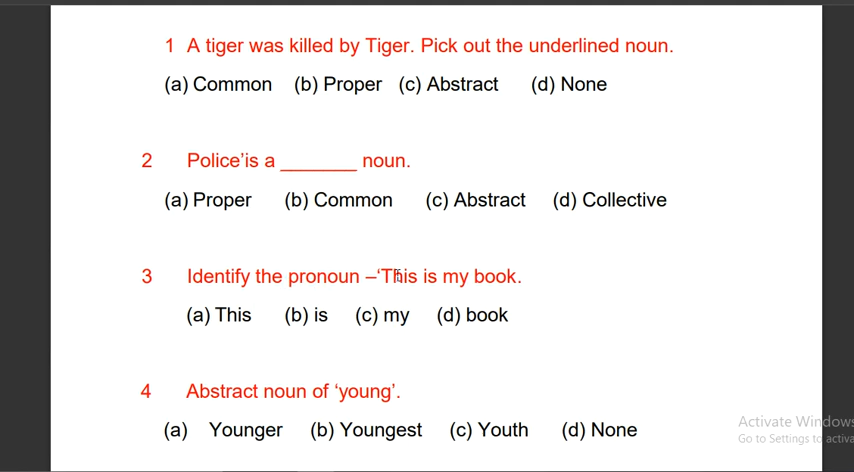 1 A tiger was killed by Tiger. Pick out the underlined noun.
(a) Common (b) Proper (c) Abstract (d) None
2 Police’is a _______ noun.
(a) Proper (b) Common (c) Abstract (d) Collective
3 Identify the pronoun –‘This is my book.
(a) This (b) is (c) my (d) book
4 Abstract noun of ‘young’.
(a) Younger (b) Youngest (c) Youth (d) None
Activate Windows
Go to Settings to activa